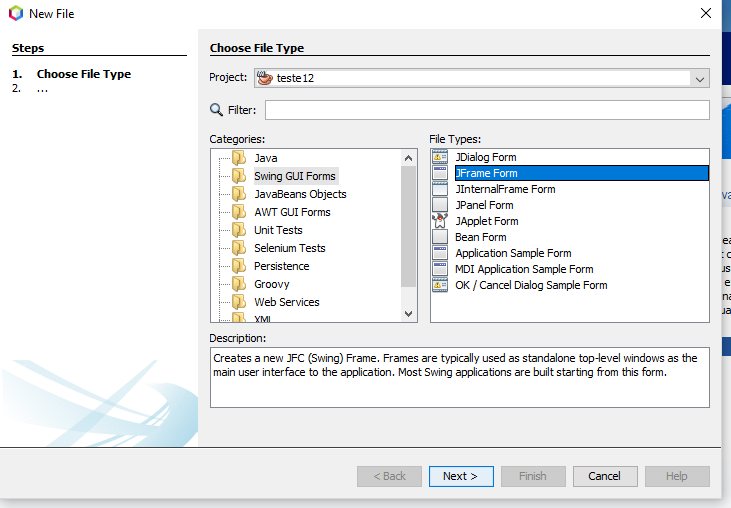 New File
Steps
1. Choose File Type
2. ...
Choose File Type
Project: teste12
Filter:
Categories:
Java
Swing GUI Forms
JavaBeans Objects
AWT GUI Forms
Unit Tests
Selenium Tests
Persistence
Groovy
Web Services
XML
File Types:
JDialog Form
JFrame Form
JInternalFrame Form
JPanel Form
JApplet Form
Bean Form
Application Sample Form
MDI Application Sample Form
OK / Cancel Dialog Sample Form
Description:
Creates a new JFC (Swing) Frame. Frames are typically used as standalone top-level windows as the
main user interface to the application. Most Swing applications are built starting from this form.
< Back
Next >
Finish
Cancel
Help